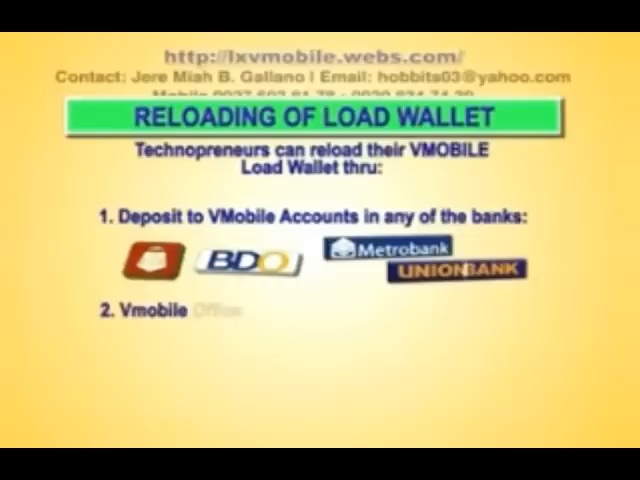 http://lxvmobile.webs.com/
Contact: Jere Miah B. Gallano I Email: hobbits03@yahoo.com
Mobile
RELOADING OF LOAD WALLET
Technopreneurs can reload their VMOBILE
Load Wallet thru:
1. Deposit to VMobile Accounts in any of the banks:
BDO
Metrobank
UNIONBANK
2. Vmobile Office